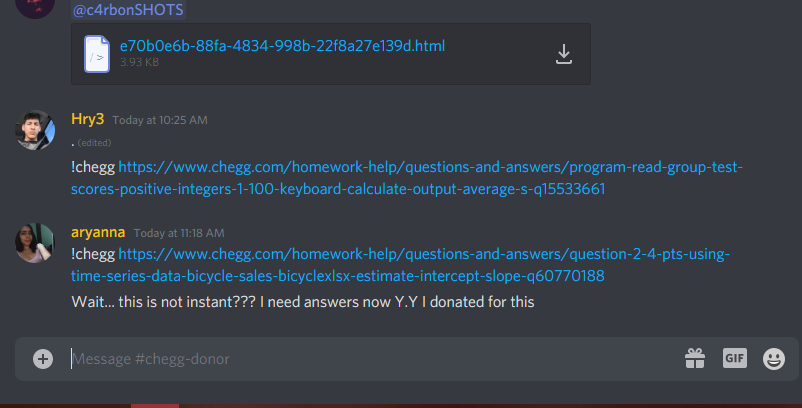 @c4rbonSHOTS
e70b0e6b-88fa-4834-998b-22f8a27e139d.html
3.93 KB
Hry3 Today at 10:25 AM
. (edited)
!chegg https://www.chegg.com/homework-help/questions-and-answers/program-read-group-test-
scores-positive-integers-1-100-keyboard-calculate-output-average-s-q15533661
aryanna Today at 11:18 AM
!chegg https://www.chegg.com/homework-help/questions-and-answers/question-2-4-pts-using-
time-series-data-bicycle-sales-bicyclexlsx-estimate-intercept-slope-q60770188
Wait... this is not instant??? I need answers now Y.Y I donated for this
Message #chegg-donor
GIF